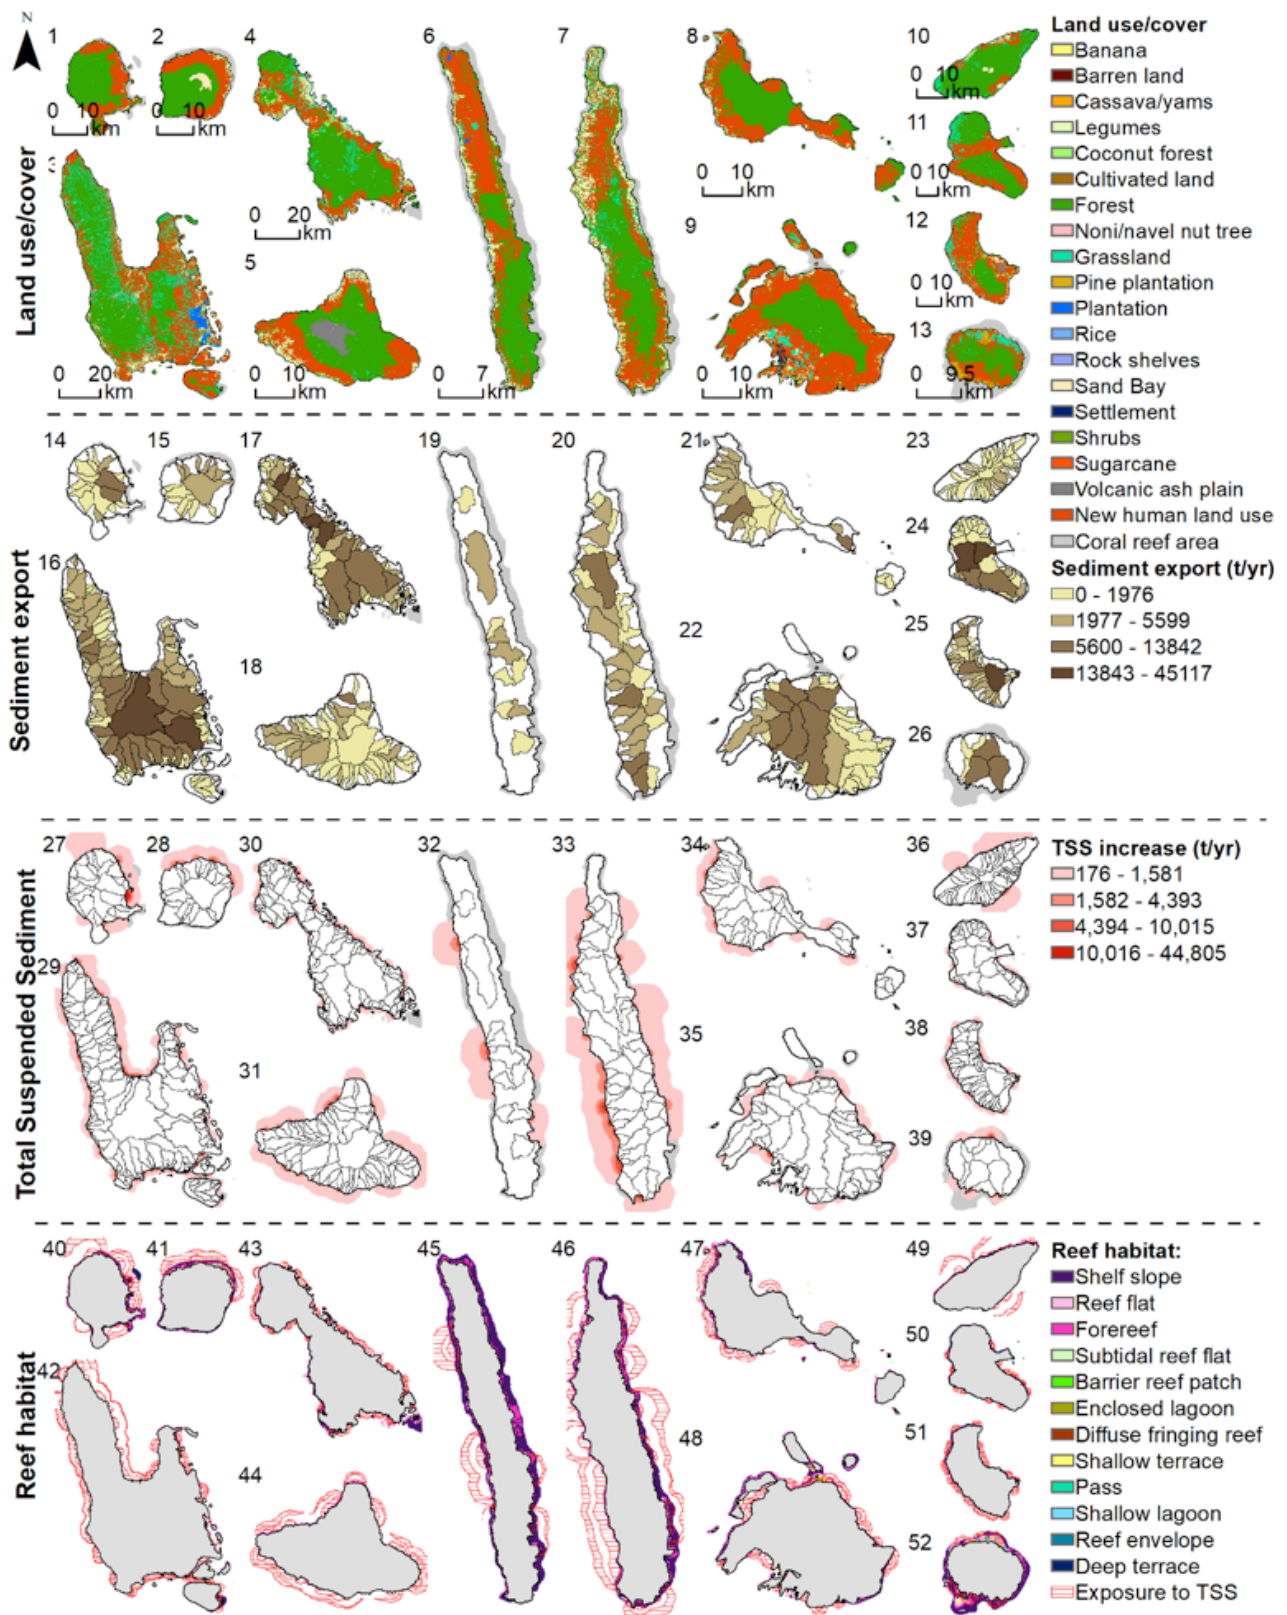 N
1
2
4
6
7
8
10
Land use/cover
Banana
Barren land
Cassava/yams
Legumes
Coconut forest
Cultivated land
Forest
Noni/navel nut tree
Grassland
Pine plantation
Plantation
Rice
Rock shelves
Sand Bay
Settlement
Shrubs
Sugarcane
Volcanic ash plain
New human land use
Coral reef area
0 10
km
0 10
km
0 10
km
11
3
0 20
km
0 10
km
0 10
km
5
9
12
0 10
km
13
0 20
km
0 10
km
0 7
km
0 7
km
0 10
km
0 9.5
km
Land use/cover
14
15
17
19
20
21
23
24
16
25
18
22
26
Sediment export
Sediment export (t/yr)
0 - 1976
1977 - 5599
5600 - 13842
13843 - 45117
27
28
30
32
33
34
36
37
29
38
31
35
39
Total Suspended Sediment
TSS increase (t/yr)
176 - 1,581
1,582 - 4,393
4,394 - 10,015
10,016 - 44,805
40
41
43
45
46
47
49
50
42
51
44
48
52
Reef habitat
Reef habitat:
Shelf slope
Reef flat
Forereef
Subtidal reef flat
Barrier reef patch
Enclosed lagoon
Diffuse fringing reef
Shallow terrace
Pass
Shallow lagoon
Reef envelope
Deep terrace
Exposure to TSS